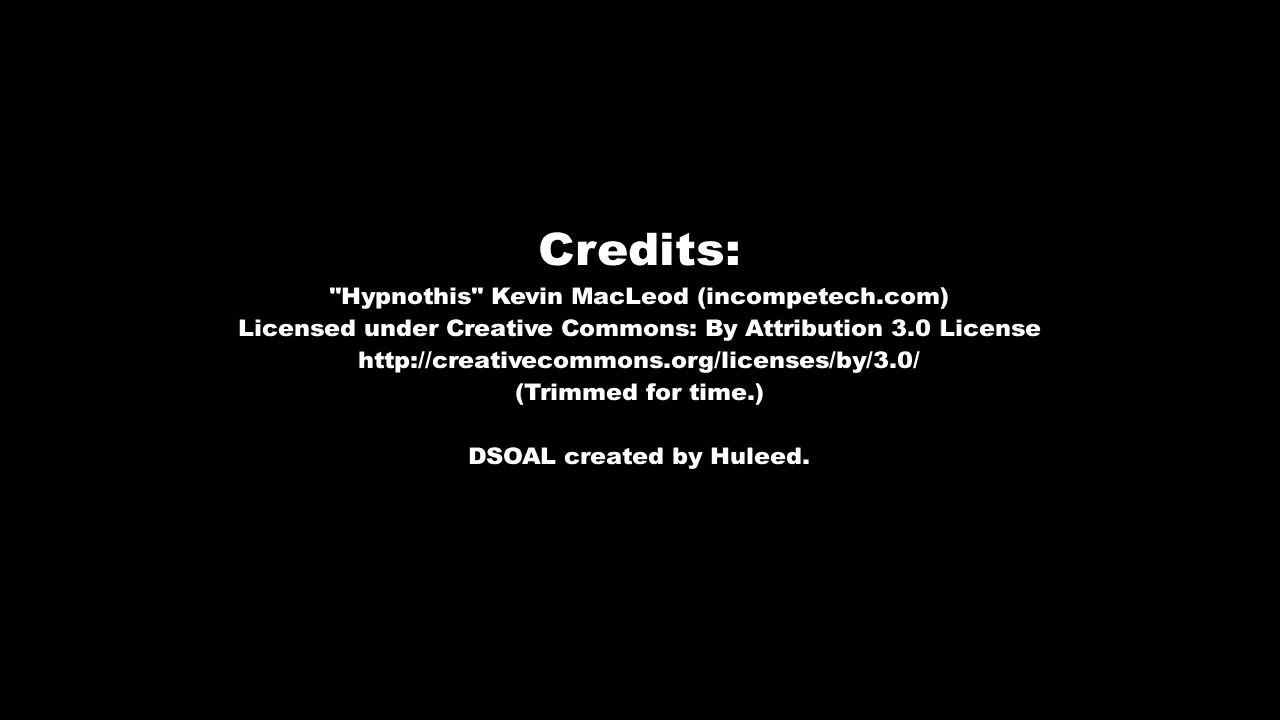 Credits:
"Hypnothis" Kevin MacLeod (incompetech.com)
Licensed under Creative Commons: By Attribution 3.0 License
http://creativecommons.org/licenses/by/3.0/
(Trimmed for time.)
DSOAL created by Huleed.